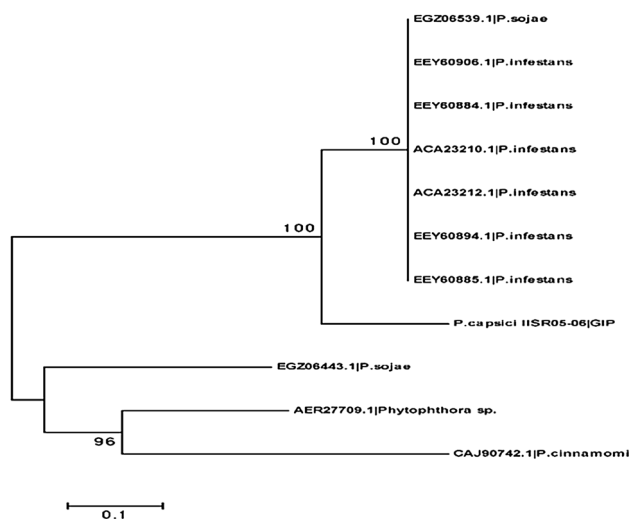 EGZ06539.1|P.sojae
EEY60906.1|P.infestans
EEY60884.1|P.infestans
100
ACA23210.1|P.infestans
ACA23212.1|P.infestans
100
EEY60894.1|P.infestans
EEY60885.1|P.infestans
P.capsici IISR05-06|GIP
EGZ06443.1|P.sojae
AER27709.1|Phytophthora sp.
96
CAJ90742.1|P.cinnamomi
0.1